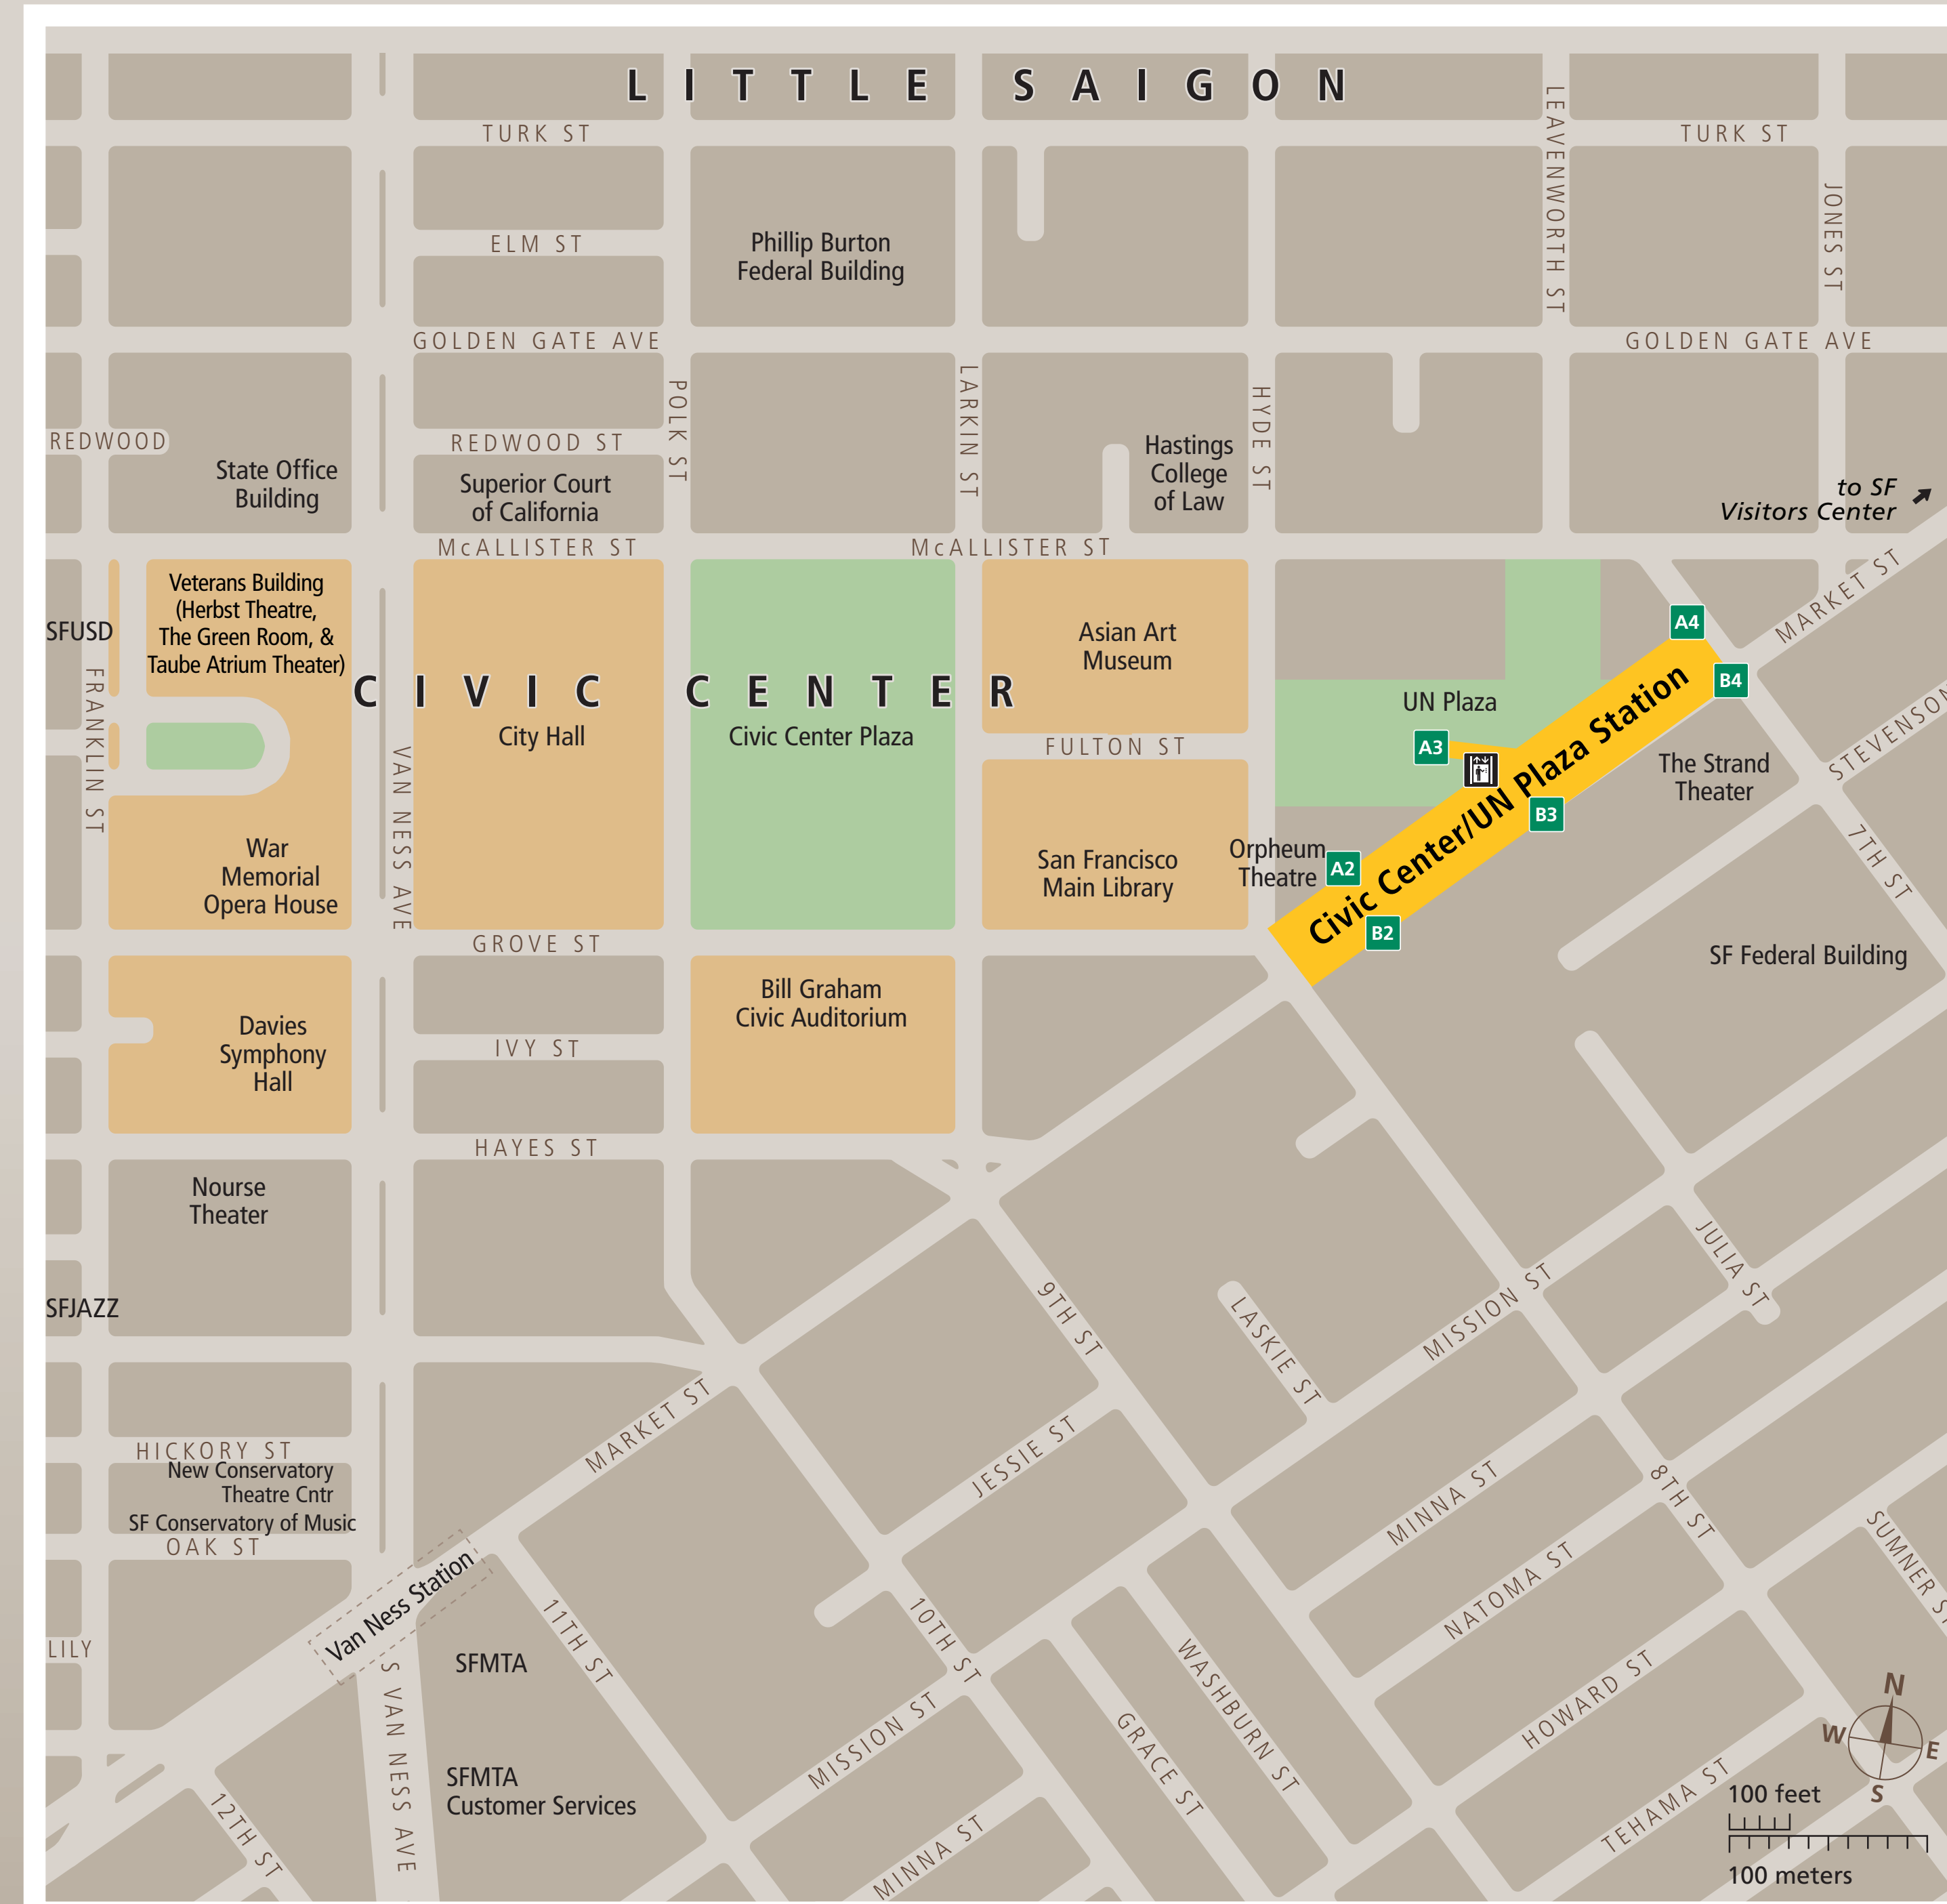 LITTLE SAIGON
TURK ST
TURK ST
LEAVENWORTH ST
JONES ST
ELM ST
Phillip Burton
Federal Building
GOLDEN GATE AVE
GOLDEN GATE AVE
POLK ST
LARKIN ST
HYDE ST
REDWOOD
REDWOOD ST
State Office
Building
Superior Court
of California
Hastings
College
of Law
to SF
Visitors Center
McALLISTER ST
McALLISTER ST
MARKET ST
Veterans Building
(Herbst Theatre,
The Green Room, &
Taube Atrium Theater)
SFUSD
FRANKLIN ST
CIVIC CENTER
City Hall
Civic Center Plaza
Asian Art
Museum
UN Plaza
A4
B4
A3
B3
A2
B2
Civic Center/UN Plaza Station
The Strand
Theater
STEVENSON
7TH ST
VAN NESS AVE
FULTON ST
War
Memorial
Opera House
San Francisco
Main Library
Orpheum
Theatre
GROVE ST
SF Federal Building
Davies
Symphony
Hall
Bill Graham
Civic Auditorium
IVY ST
HAYES ST
Nourse
Theater
SFJAZZ
9TH ST
LASKIE ST
MISSION ST
JULIA ST
MARKET ST
JESSIE ST
MINNA ST
8TH ST
HICKORY ST
New Conservatory
Theatre Cntr
SF Conservatory of Music
OAK ST
Van Ness Station
NATOMA ST
SUMNER ST
LILY
11TH ST
10TH ST
SFMTA
S VAN NESS AVE
WASHBURN ST
HOWARD ST
MISSION ST
GRACE ST
SFMTA
Customer Services
12TH ST
MINNA ST
TEHAMA ST
N
W
E
S
100 feet
100 meters